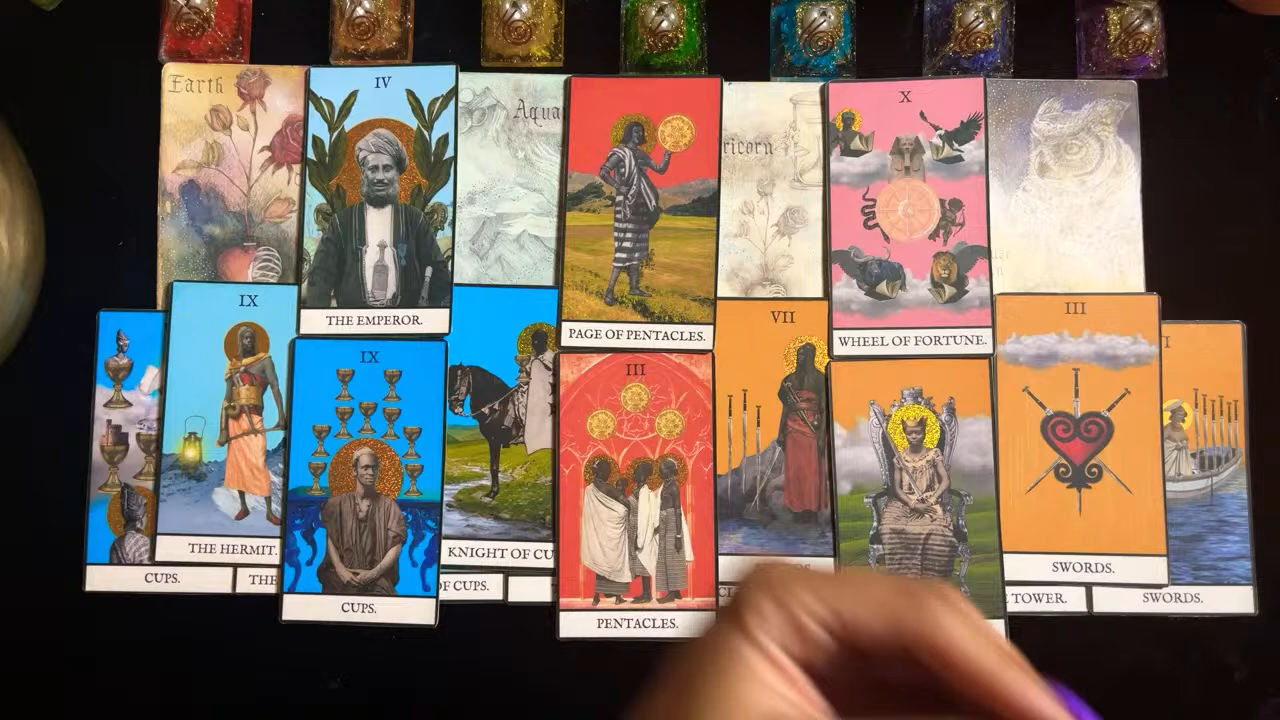 Earth
IV
THE EMPEROR.
Aqua
PAGE OF PENTACLES.
ricorn
X
WHEEL OF FORTUNE.
CUPS.
IX
THE HERMIT.
THE
IX
CUPS.
KNIGHT OF CU
OF CUPS.
III
PENTACLES.
VII
III
SWORDS.
TOWER.
I
SWORDS.